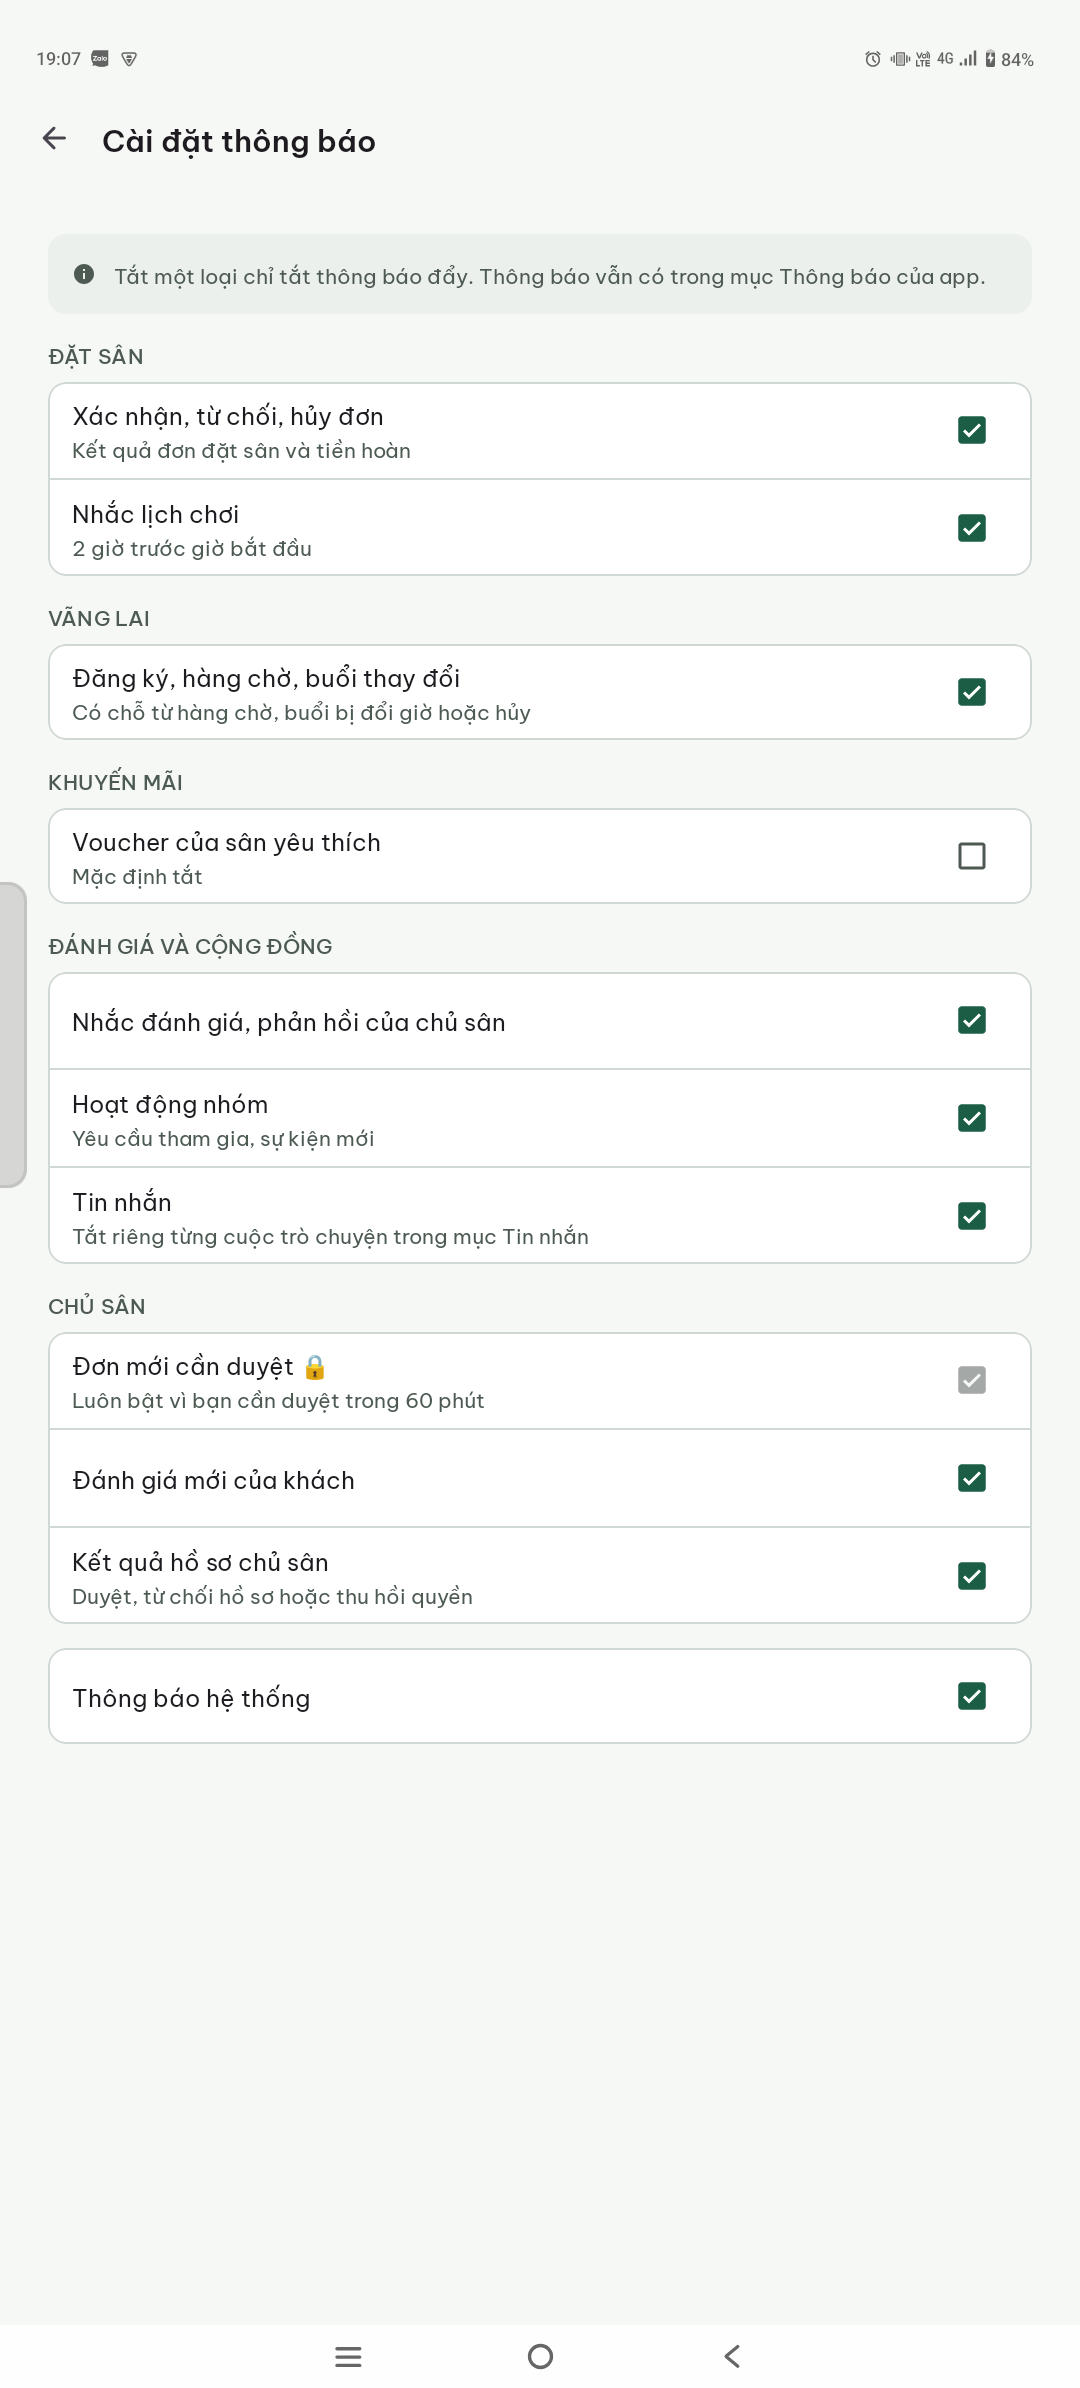 19:07 Zalo VoLTE 4G 84%
Cài đặt thông báo
Tắt một loại chỉ tắt thông báo đẩy. Thông báo vẫn có trong mục Thông báo của app.
ĐẶT SÂN
Xác nhận, từ chối, hủy đơn
Kết quả đơn đặt sân và tiền hoàn
Nhắc lịch chơi
2 giờ trước giờ bắt đầu
VÃNG LAI
Đăng ký, hàng chờ, buổi thay đổi
Có chỗ từ hàng chờ, buổi bị đổi giờ hoặc hủy
KHUYẾN MÃI
Voucher của sân yêu thích
Mặc định tắt
ĐÁNH GIÁ VÀ CỘNG ĐỒNG
Nhắc đánh giá, phản hồi của chủ sân
Hoạt động nhóm
Yêu cầu tham gia, sự kiện mới
Tin nhắn
Tắt riêng từng cuộc trò chuyện trong mục Tin nhắn
CHỦ SÂN
Đơn mới cần duyệt 🔒
Luôn bật vì bạn cần duyệt trong 60 phút
Đánh giá mới của khách
Kết quả hồ sơ chủ sân
Duyệt, từ chối hồ sơ hoặc thu hồi quyền
Thông báo hệ thống